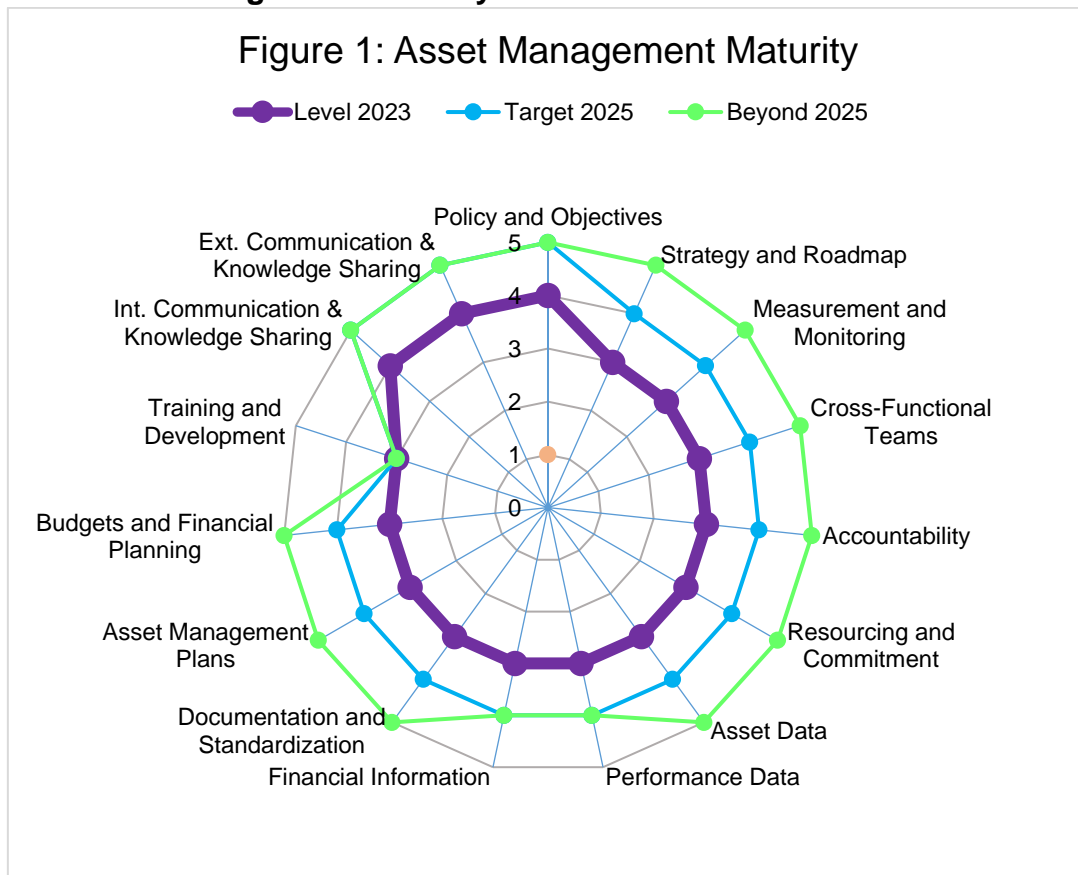 Figure 1: Asset Management Maturity
Level 2023
Target 2025
Beyond 2025
Policy and Objectives
Strategy and Roadmap
Measurement and
Monitoring
Cross-Functional
Teams
Accountability
Resourcing and
Commitment
Asset Data
Performance Data
Financial Information
Documentation and
Standardization
Asset Management
Plans
Budgets and Financial
Planning
Training and
Development
Int. Communication &
Knowledge Sharing
Ext. Communication &
Knowledge Sharing
5
4
3
2
1
0